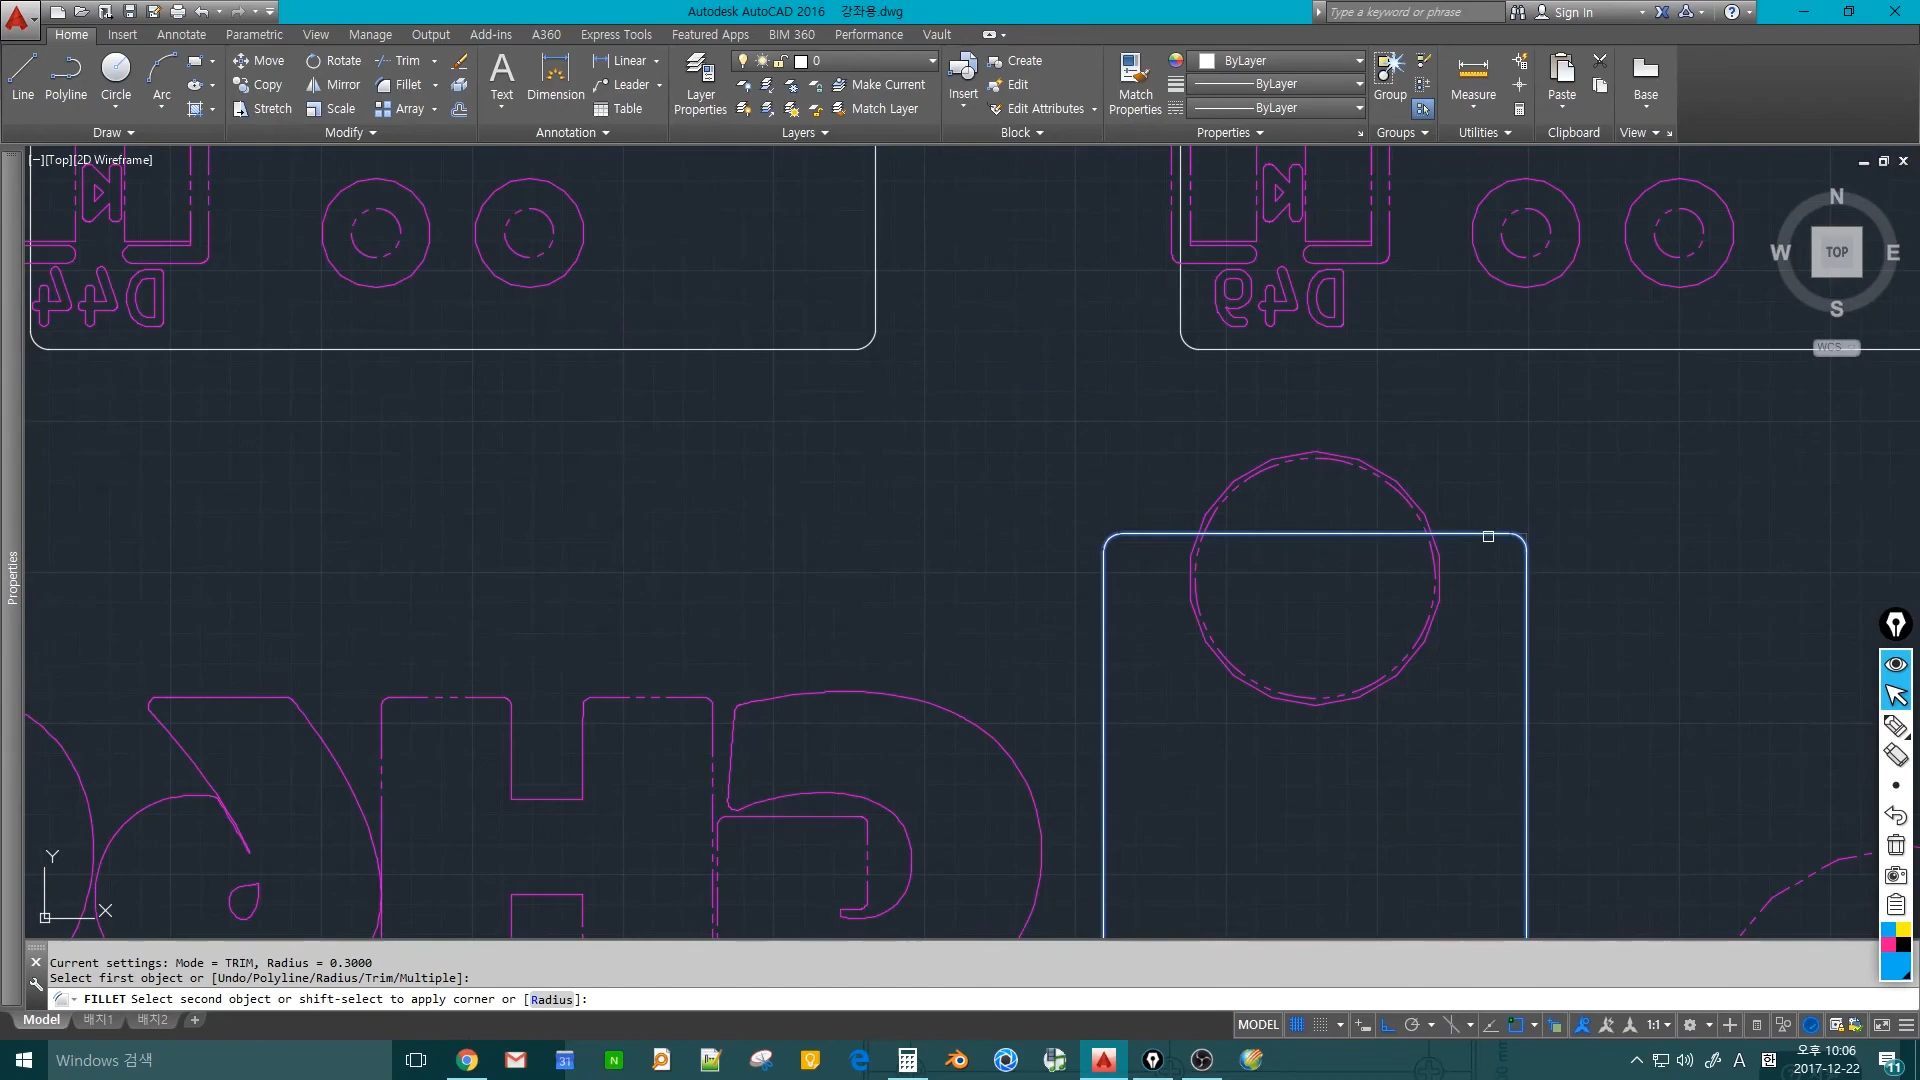 Autodesk AutoCAD 2016 강좌용.dwg
Type a keyword or phrase
Sign In
Home Insert Annotate Parametric View Manage Output Add-ins A360 Express Tools Featured Apps BIM 360 Performance Vault
Line
Polyline
Circle
Arc
Move
Copy
Stretch
Rotate
Mirror
Scale
Trim
Fillet
Array
Text
Dimension
Linear
Leader
Table
Layer
Properties
0
Make Current
Match Layer
Insert
Create
Edit
Edit Attributes
Match
Properties
ByLayer
ByLayer
ByLayer
Group
Measure
Paste
Base
Draw Modify Annotation Layers Block Properties Groups Utilities Clipboard View
[−][Top][2D Wireframe]
N
W TOP E
S
WCS
D44
D49
Properties
Y
X
Current settings: Mode = TRIM, Radius = 0.3000
Select first object or [Undo/Polyline/Radius/Trim/Multiple]:
FILLET Select second object or shift-select to apply corner or [Radius]:
Model 배치1 배치2 +
MODEL 1:1
Windows 검색
31
N
A
오후 10:06
2017-12-22
11